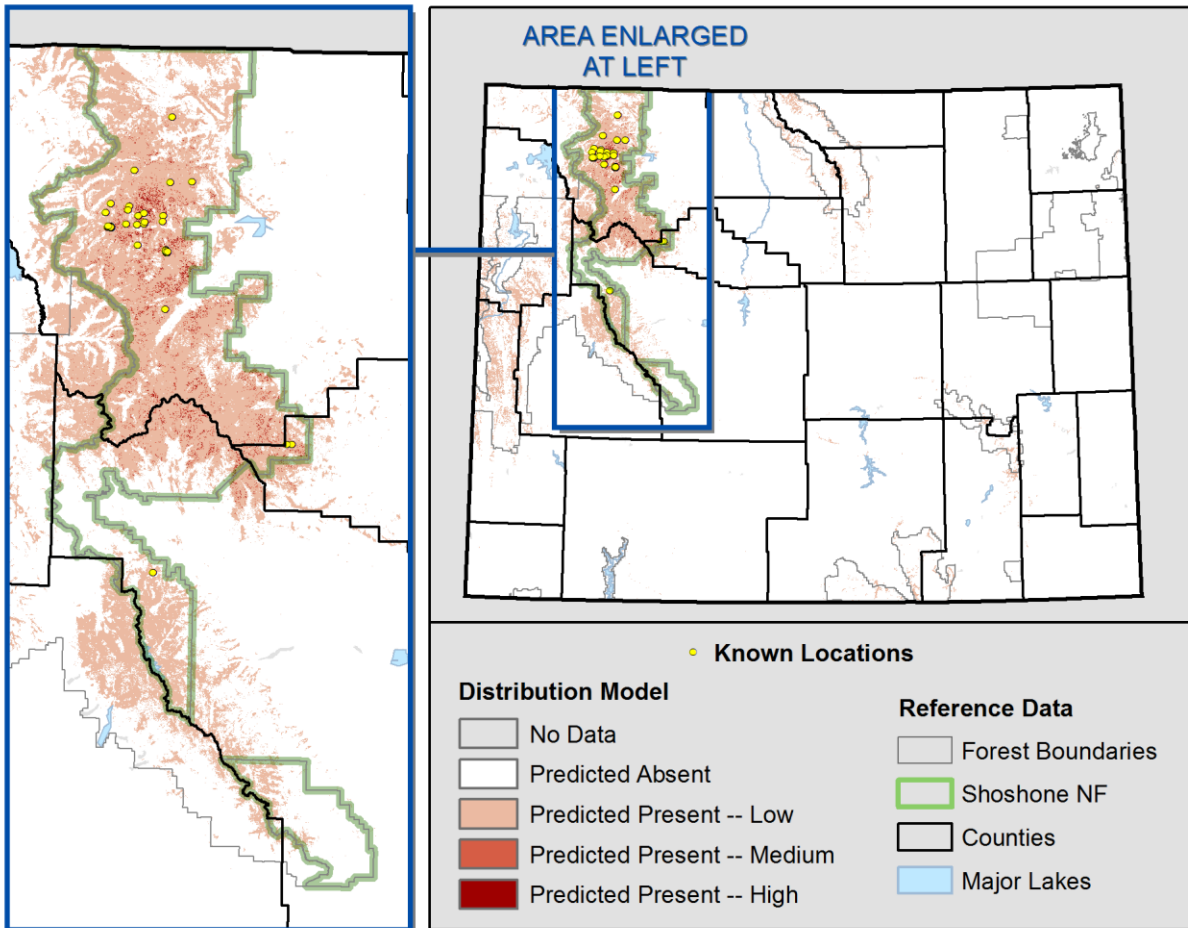 AREA ENLARGED
AT LEFT
Known Locations
Distribution Model
No Data
Predicted Absent
Predicted Present -- Low
Predicted Present -- Medium
Predicted Present -- High
Reference Data
Forest Boundaries
Shoshone NF
Counties
Major Lakes